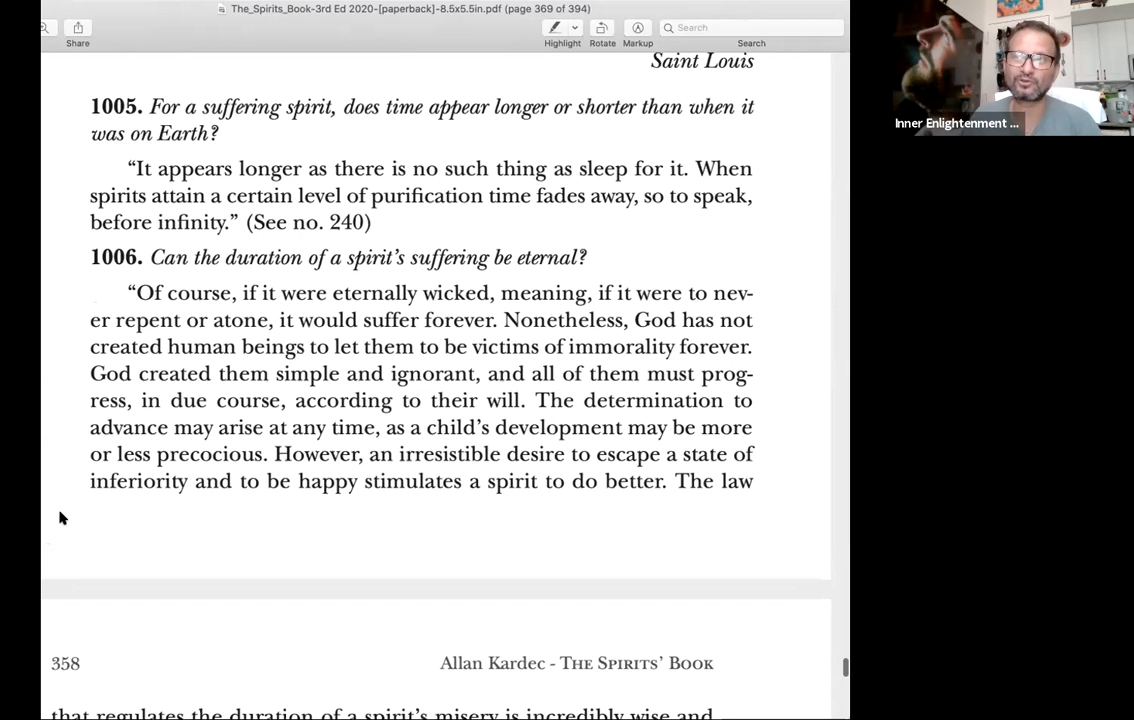 The_Spirits_Book-3rd Ed 2020-[paperback]-8.5x5.5in.pdf (page 369 of 394)
Share
Highlight
Rotate
Markup
Search
Search
Saint Louis
1005. For a suffering spirit, does time appear longer or shorter than when it
was on Earth?
“It appears longer as there is no such thing as sleep for it. When
spirits attain a certain level of purification time fades away, so to speak,
before infinity.” (See no. 240)
1006. Can the duration of a spirit’s suffering be eternal?
“Of course, if it were eternally wicked, meaning, if it were to nev-
er repent or atone, it would suffer forever. Nonetheless, God has not
created human beings to let them to be victims of immorality forever.
God created them simple and ignorant, and all of them must prog-
ress, in due course, according to their will. The determination to
advance may arise at any time, as a child’s development may be more
or less precocious. However, an irresistible desire to escape a state of
inferiority and to be happy stimulates a spirit to do better. The law
358
Allan Kardec - The Spirits’ Book
that regulates the duration of a spirit’s misery is incredibly wise and
Inner Enlightenment ...